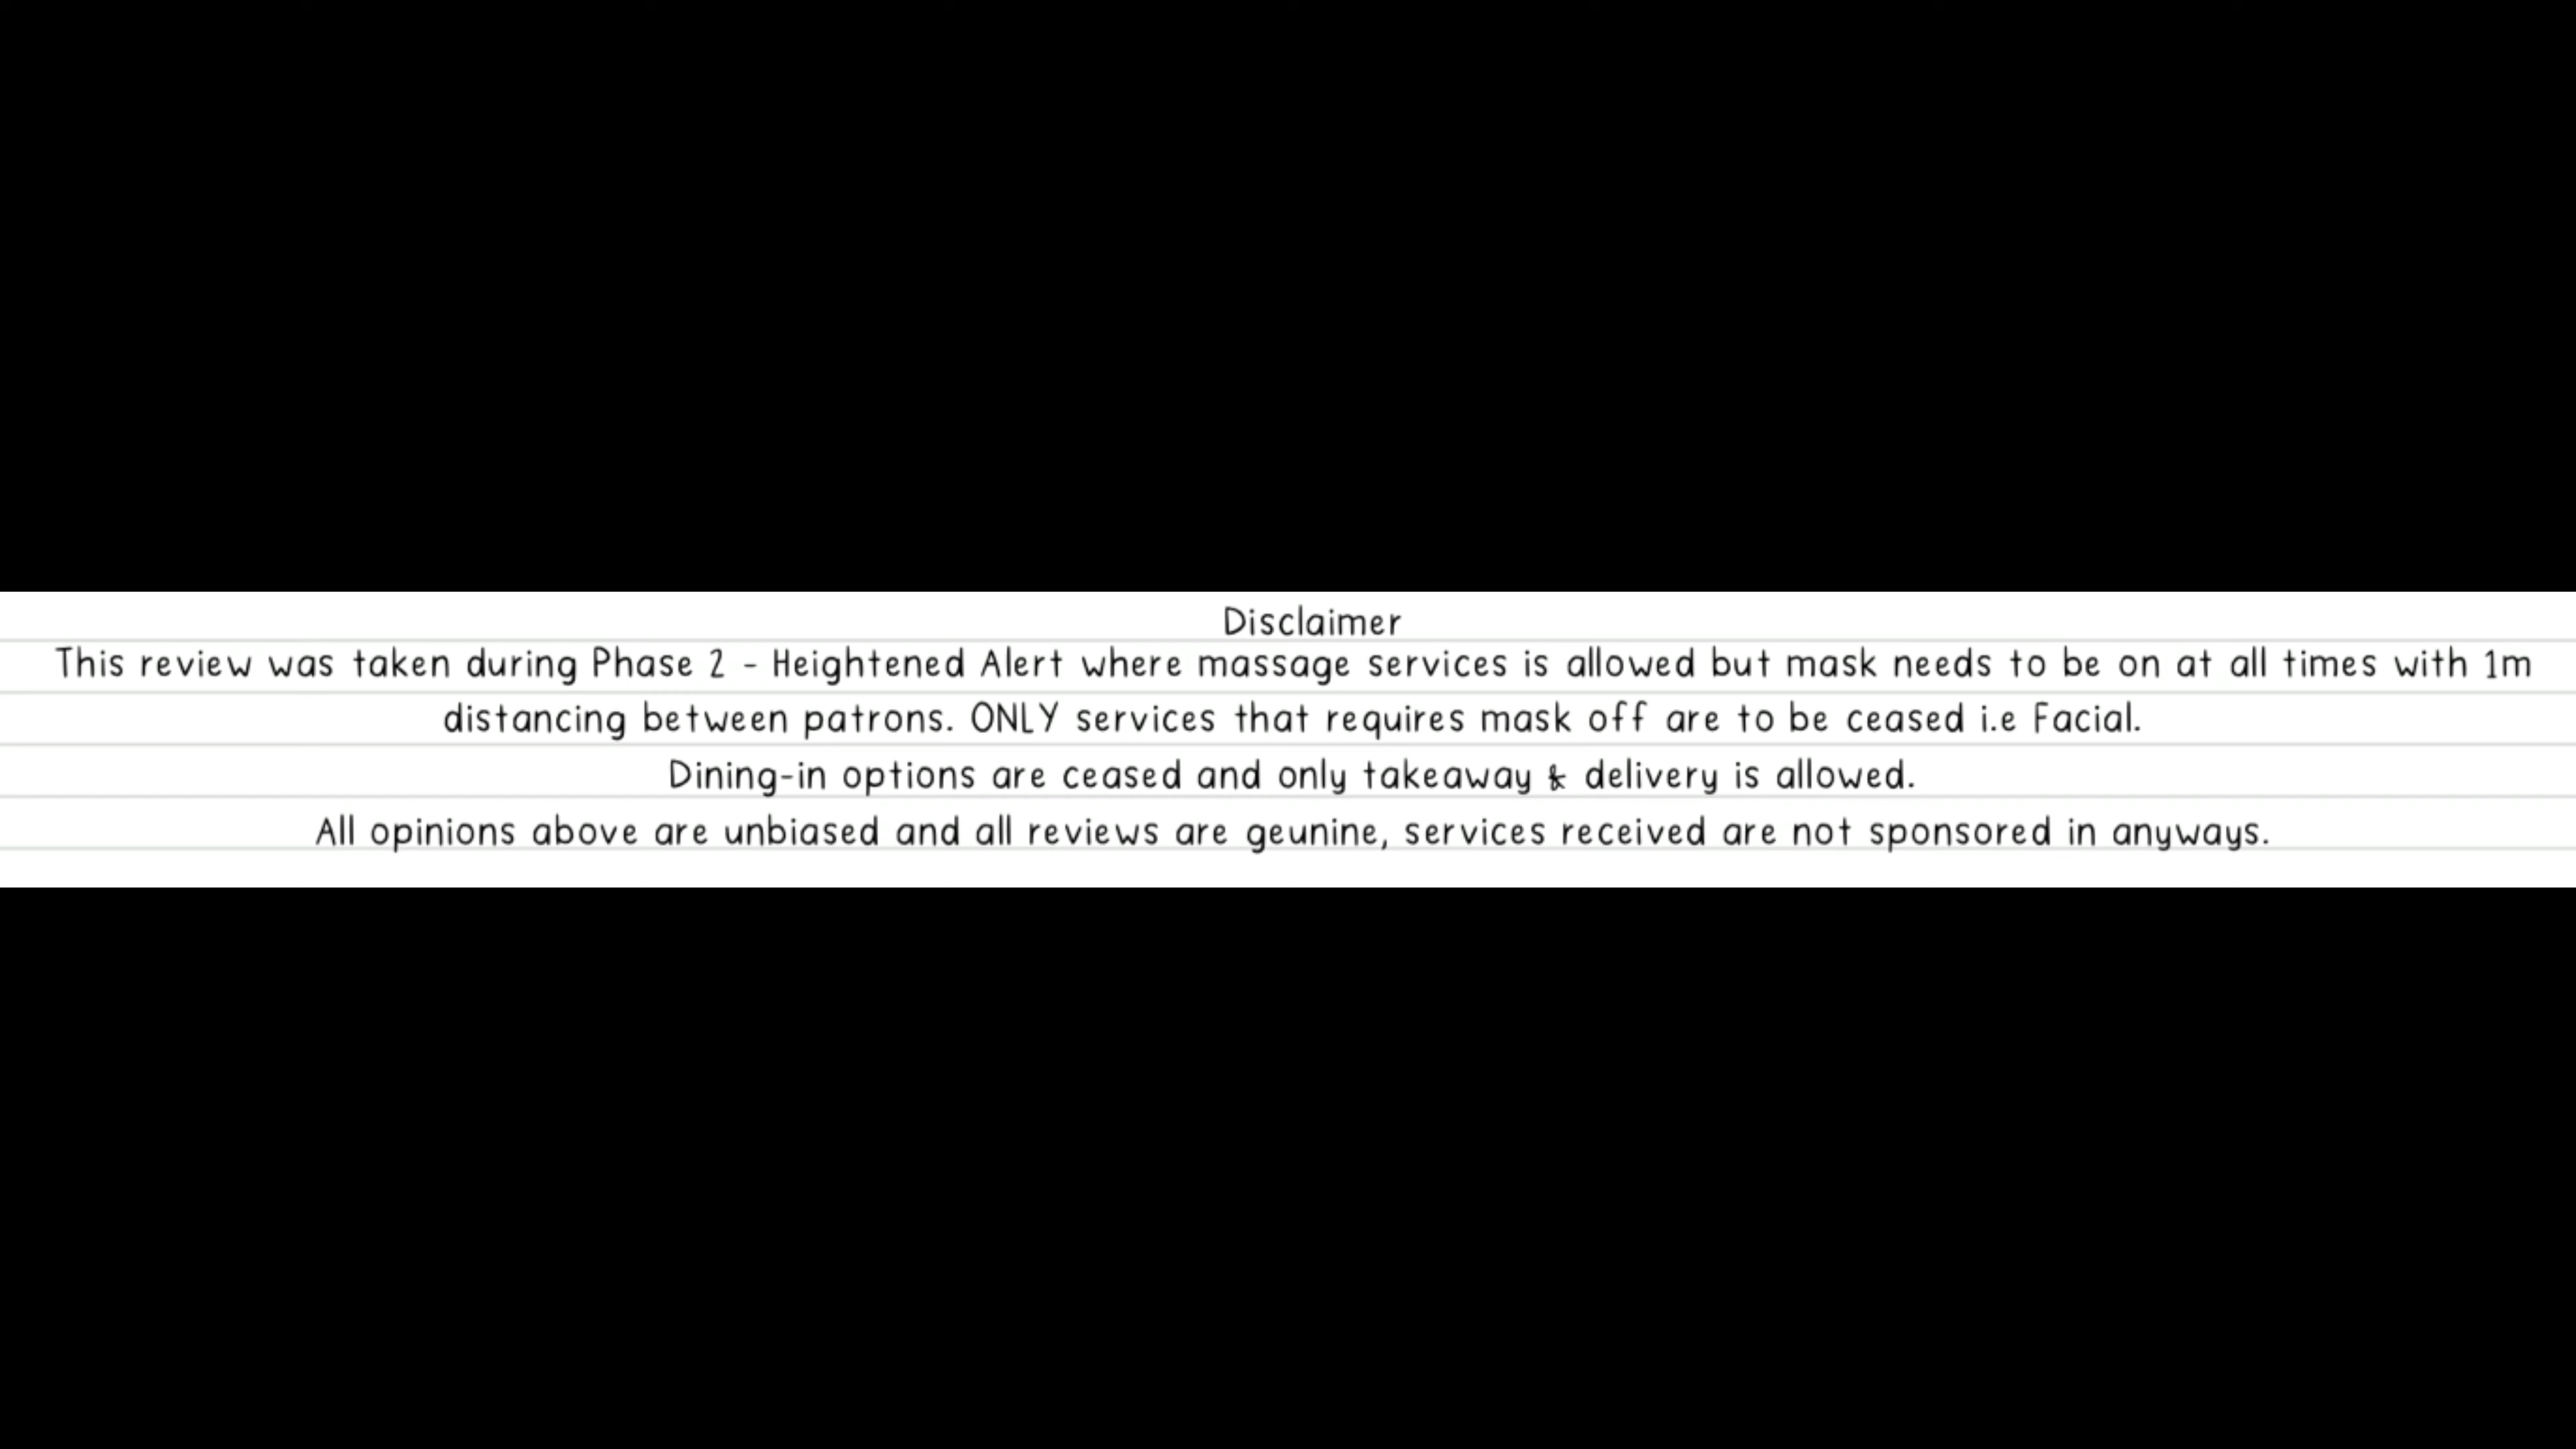 Disclaimer
This review was taken during Phase 2 - Heightened Alert where massage services is allowed but mask needs to be on at all times with 1m
distancing between patrons. ONLY services that requires mask off are to be ceased i.e Facial.
Dining-in options are ceased and only takeaway & delivery is allowed.
All opinions above are unbiased and all reviews are geunine, services received are not sponsored in anyways.